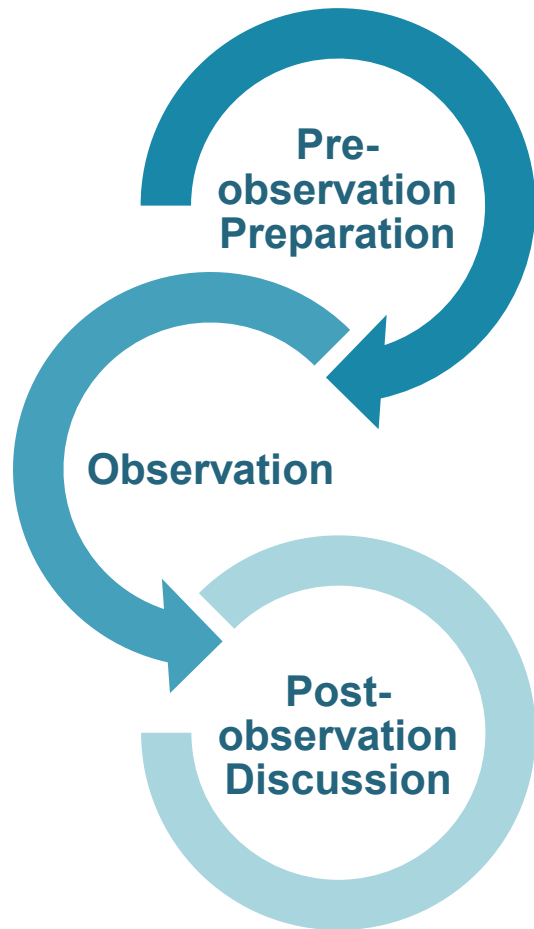 Pre-
observation
Preparation
Observation
Post-
observation
Discussion